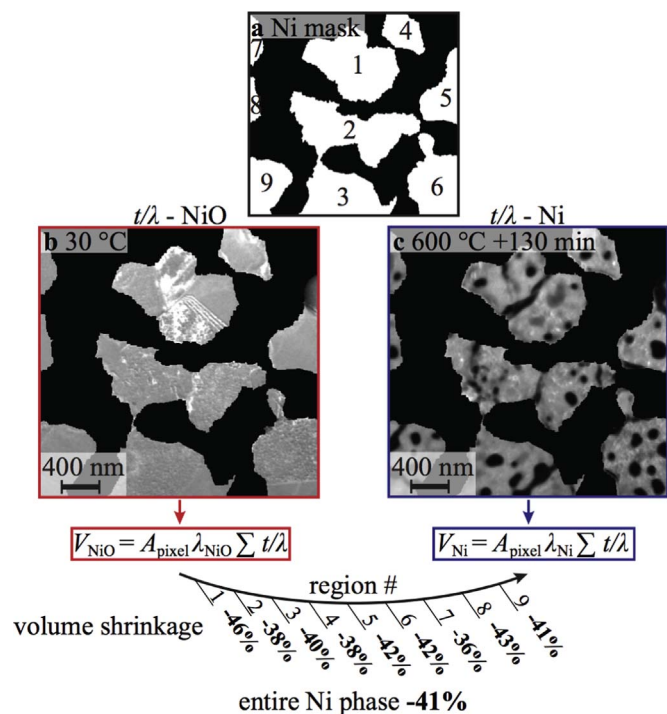 a Ni mask
7
4
1
5
8
2
9
3
6
t/λ - NiO
t/λ - Ni
b 30 °C
c 600 °C +130 min
400 nm
400 nm
V_NiO = A_pixel λ_NiO ∑ t/λ
V_Ni = A_pixel λ_Ni ∑ t/λ
region #
volume shrinkage
1 -46%
2 -38%
3 -40%
4 -38%
5 -42%
6 -42%
7 -36%
8 -43%
9 -41%
entire Ni phase -41%